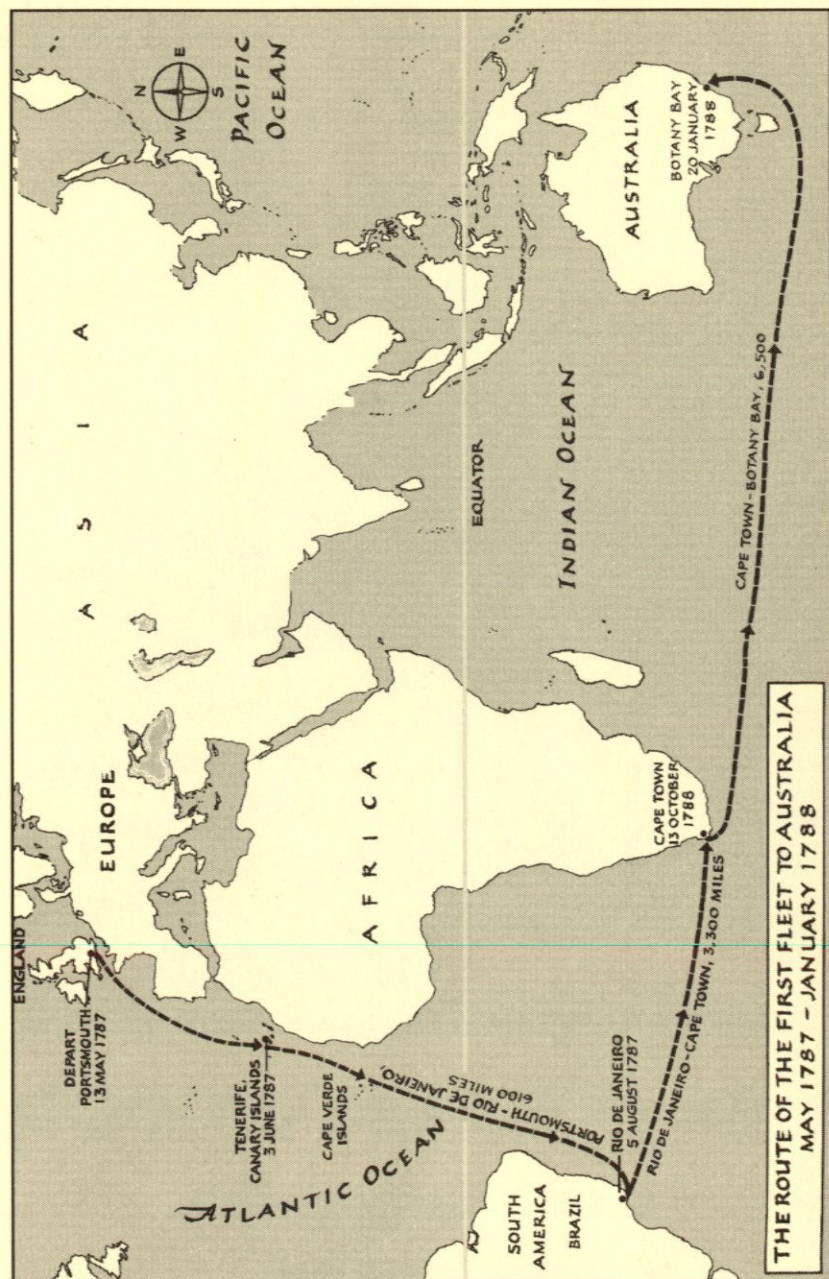 ENGLAND
DEPART
PORTSMOUTH
13 MAY 1787
EUROPE
A S I A
N
E
S
W
PACIFIC
OCEAN
TENERIFE,
CANARY ISLANDS
3 JUNE 1787
CAPE VERDE
ISLANDS
ATLANTIC OCEAN
PORTSMOUTH - RIO DE JANEIRO,
6100 MILES
AFRICA
EQUATOR
INDIAN OCEAN
SOUTH
AMERICA
BRAZIL
RIO DE JANEIRO
5 AUGUST 1787
RIO DE JANEIRO - CAPE TOWN, 3,300 MILES
CAPE TOWN
13 OCTOBER
1788
CAPE TOWN - BOTANY BAY, 6,500
AUSTRALIA
BOTANY BAY
20 JANUARY
1788
THE ROUTE OF THE FIRST FLEET TO AUSTRALIA
MAY 1787 - JANUARY 1788